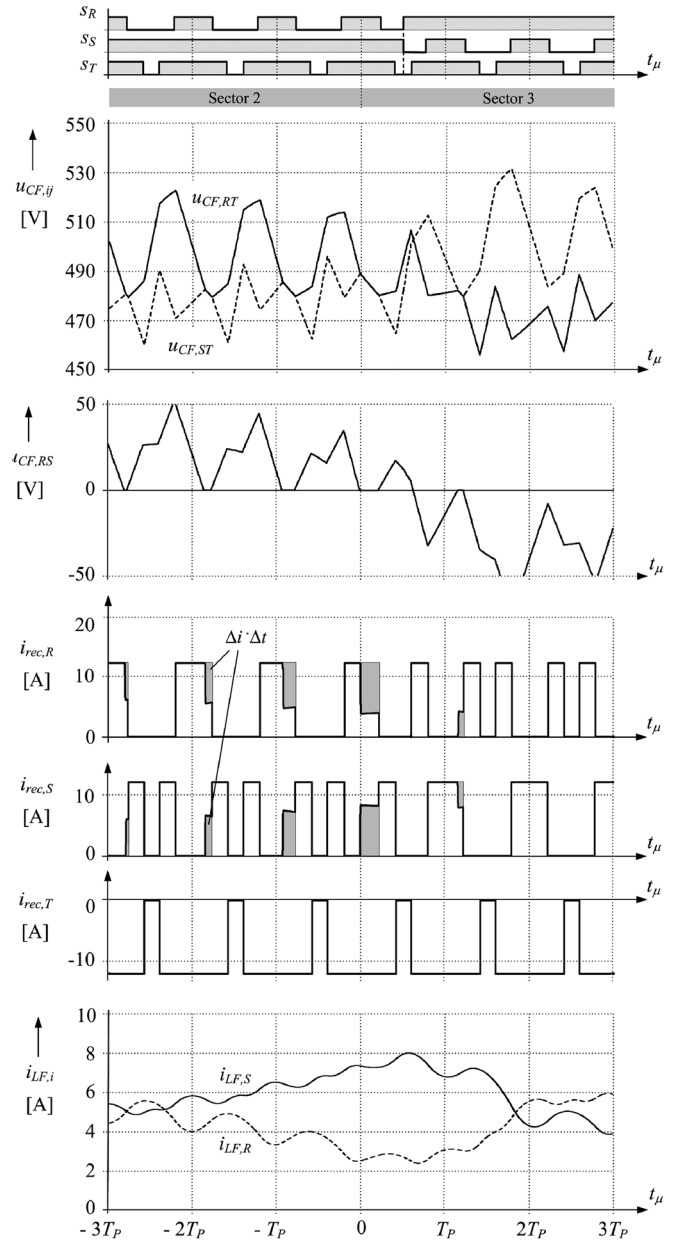 s_R
s_S
s_T
t_μ
Sector 2 Sector 3
550
530
510
490
470
450
u_CF,ij
[V]
u_CF,RT
u_CF,ST
t_μ
50
0
-50
u_CF,RS
[V]
t_μ
20
10
0
i_rec,R
[A]
Δi·Δt
t_μ
10
0
i_rec,S
[A]
t_μ
0
-10
i_rec,T
[A]
t_μ
10
8
6
4
2
0
i_LF,i
[A]
i_LF,S
i_LF,R
t_μ
- 3T_P - 2T_P - T_P 0 T_P 2T_P 3T_P